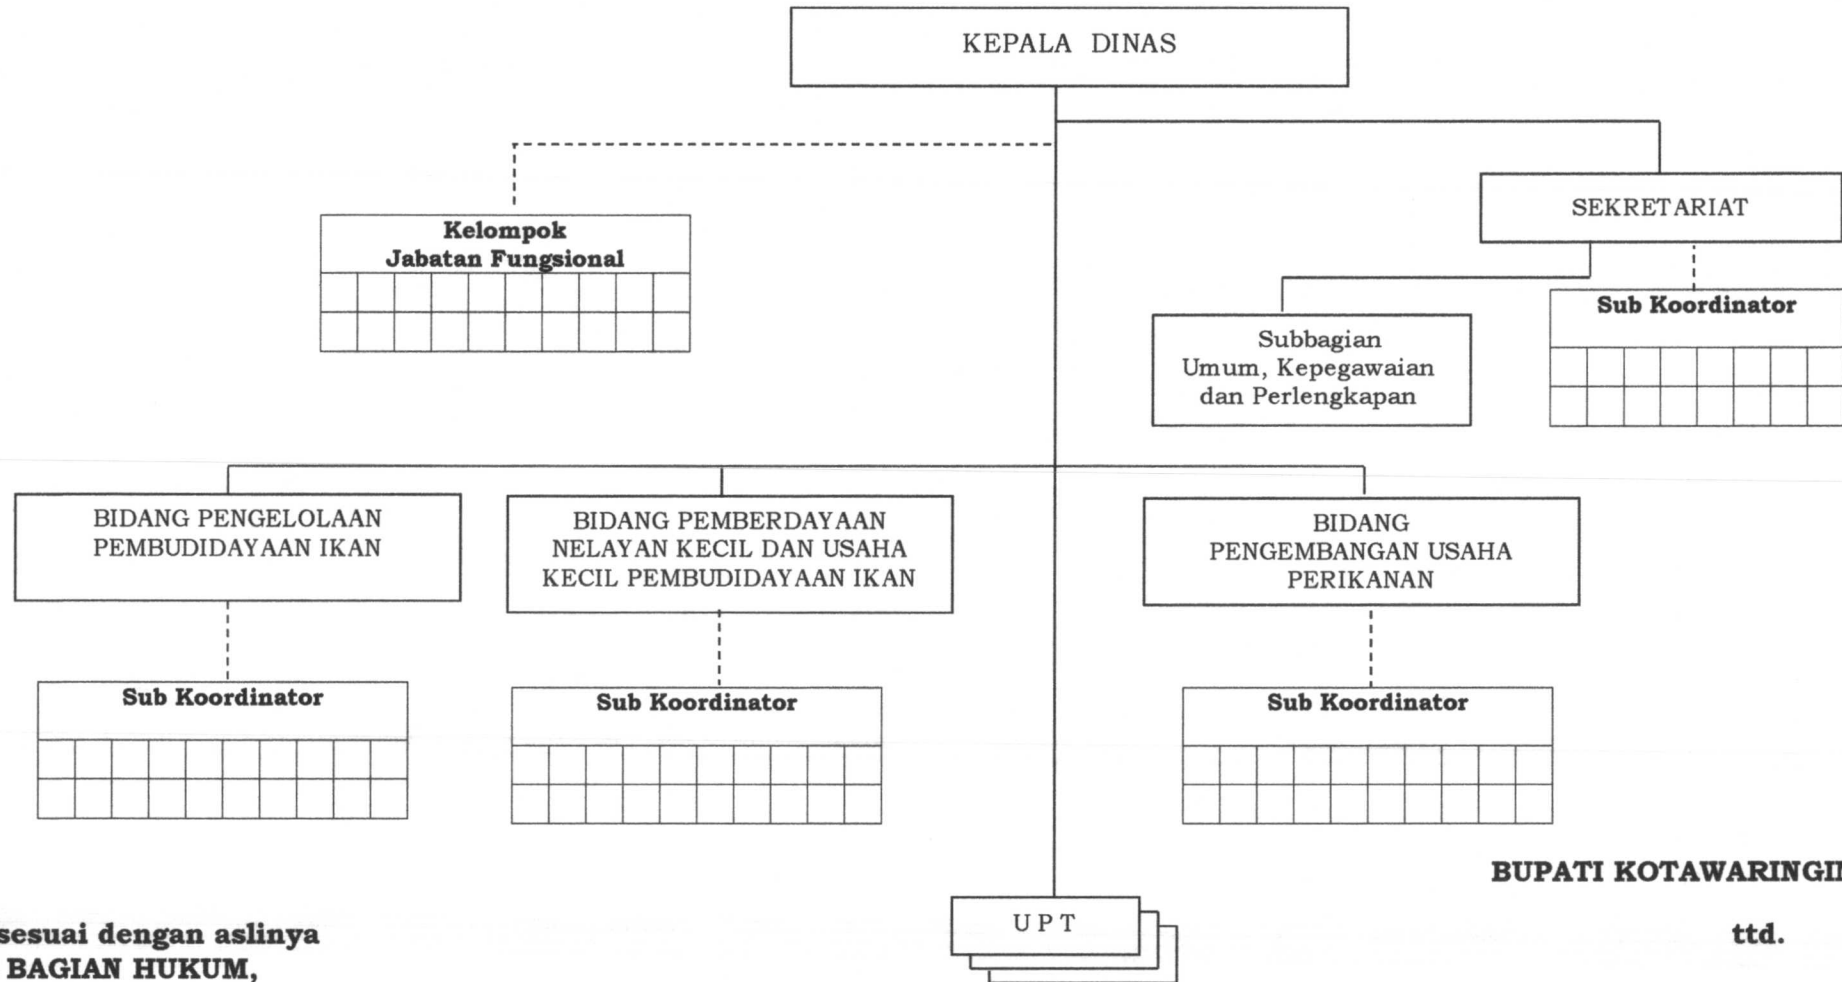 KEPALA DINAS
SEKRETARIAT
Kelompok
Jabatan Fungsional
Sub Koordinator
Subbagian
Umum, Kepegawaian
dan Perlengkapan
BIDANG PENGELOLAAN
PEMBUDIDAYAAN IKAN
BIDANG PEMBERDAYAAN
NELAYAN KECIL DAN USAHA
KECIL PEMBUDIDAYAAN IKAN
BIDANG
PENGEMBANGAN USAHA
PERIKANAN
Sub Koordinator
Sub Koordinator
Sub Koordinator
BUPATI KOTAWARINGIN
UPT
ttd.
sesuai dengan aslinya
BAGIAN HUKUM,